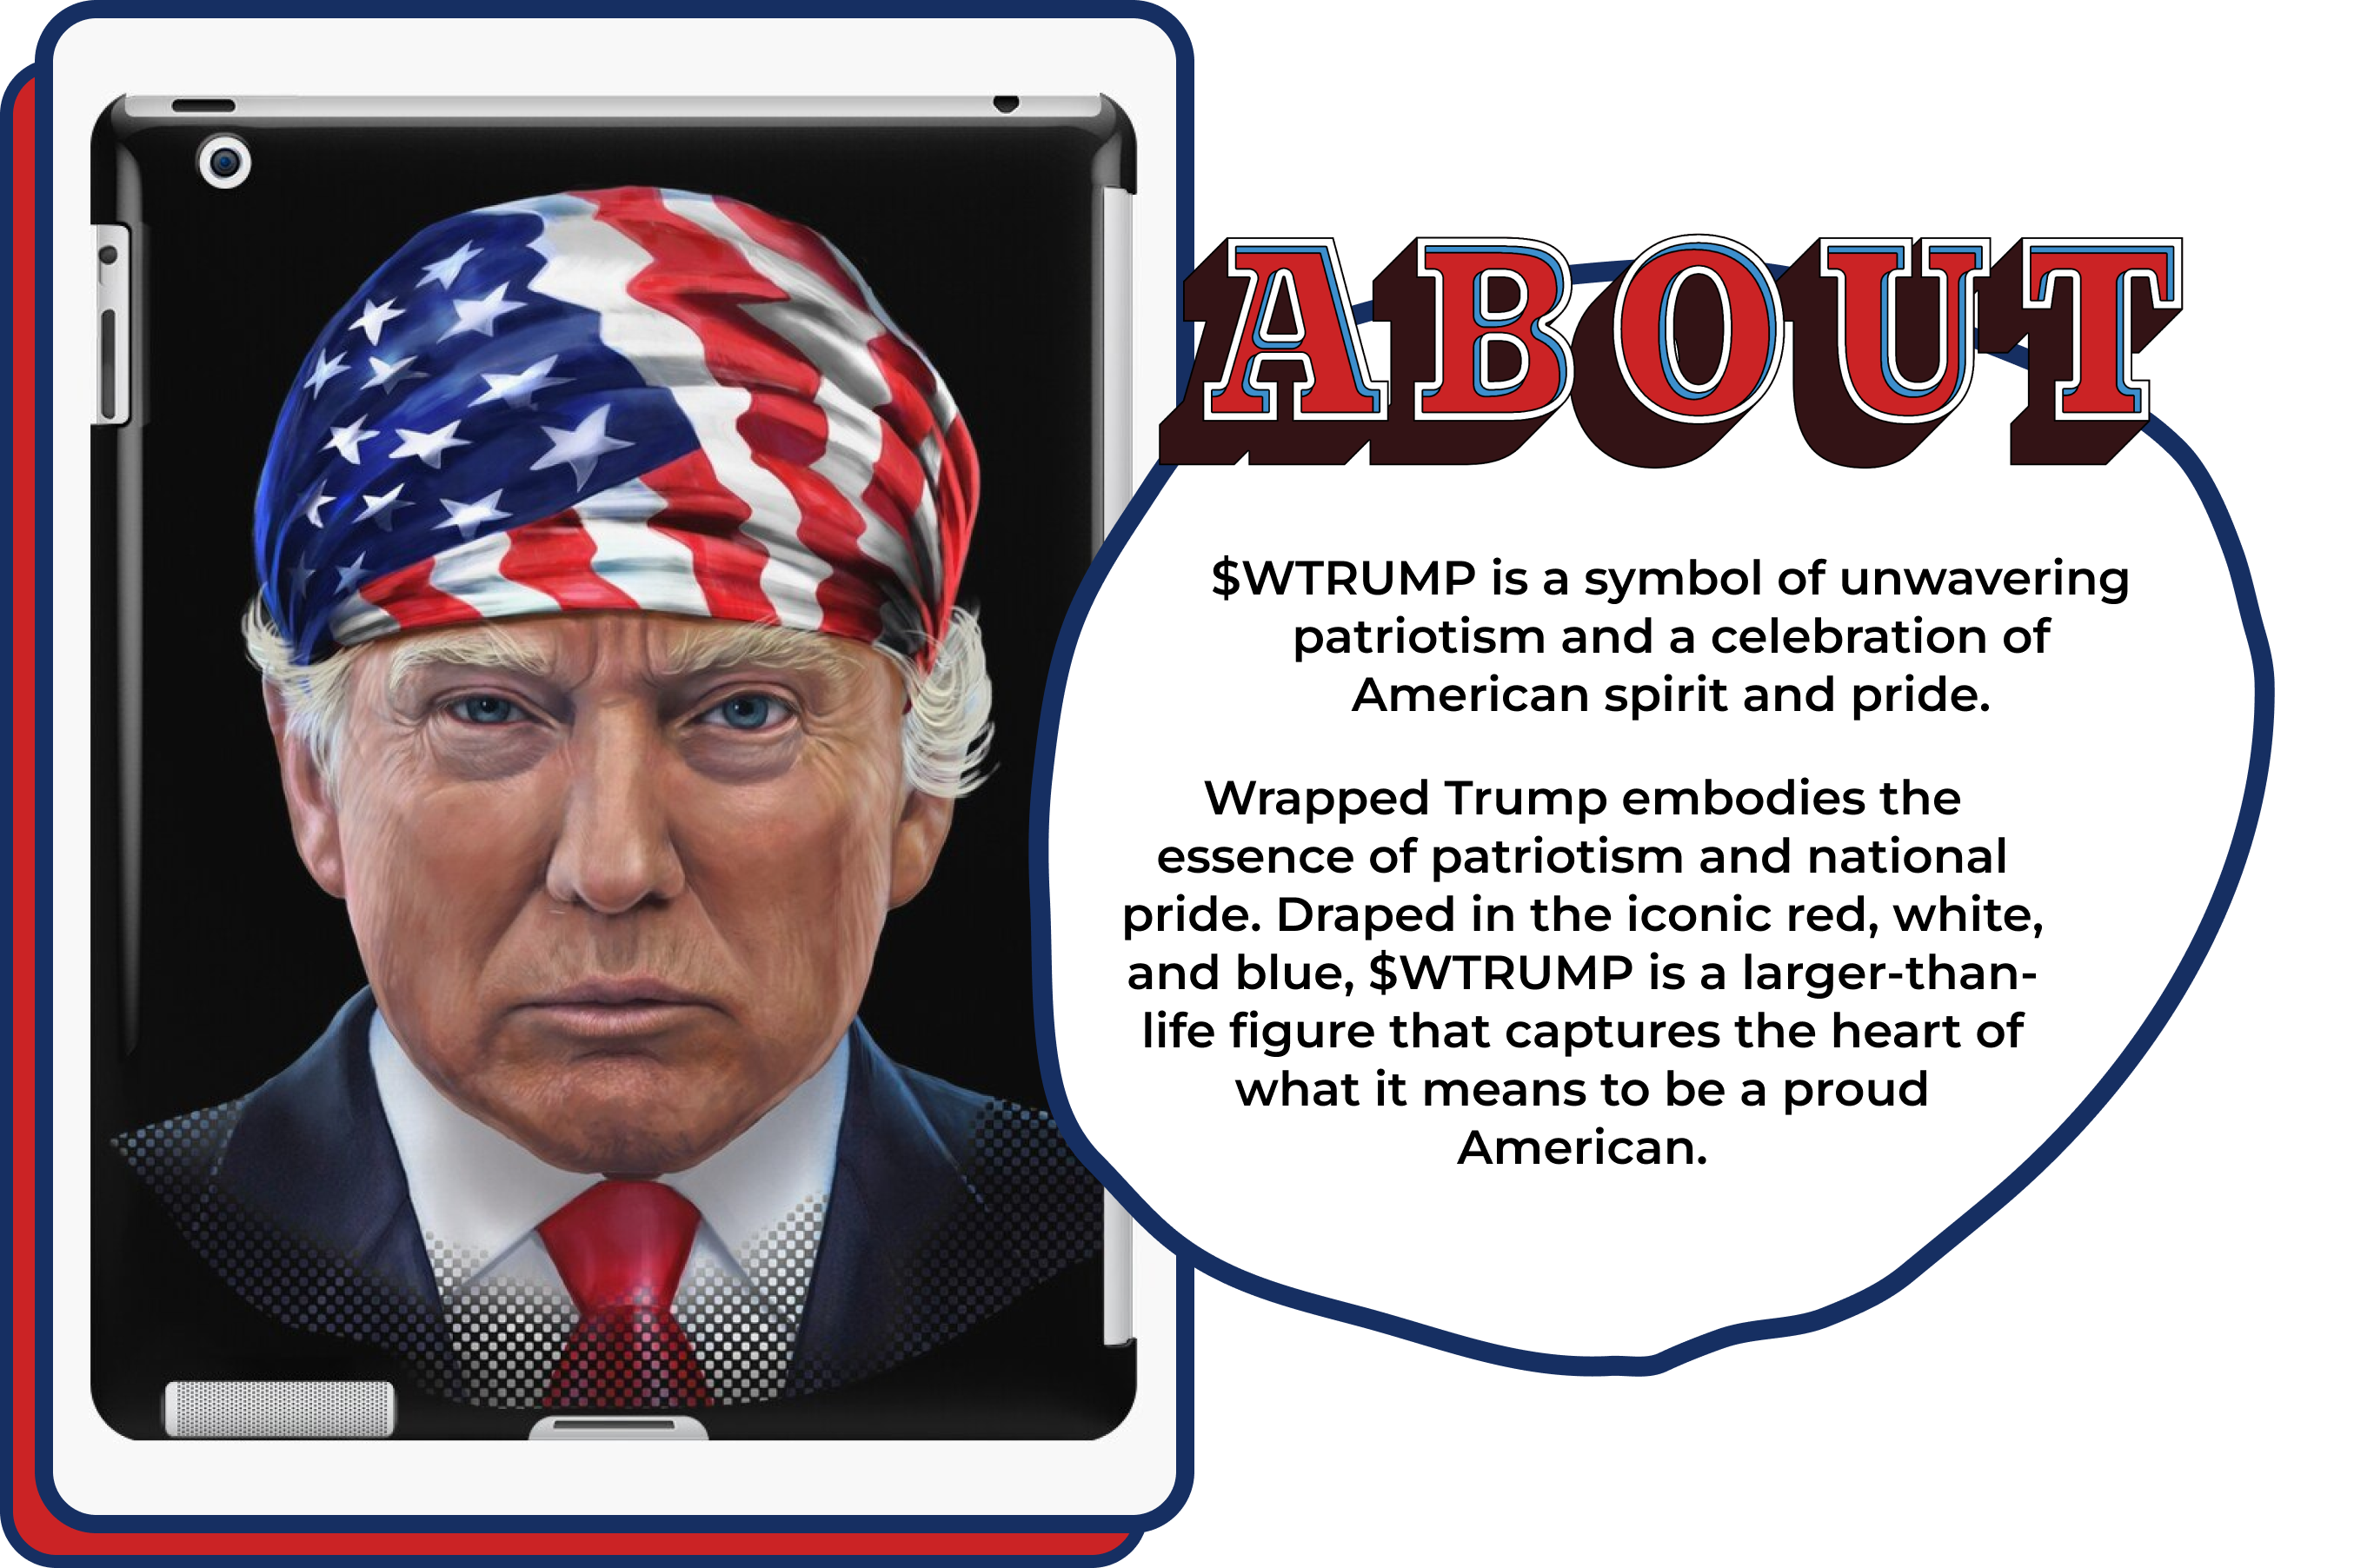 ABOUT
$WTRUMP is a symbol of unwavering
patriotism and a celebration of
American spirit and pride.
Wrapped Trump embodies the
essence of patriotism and national
pride. Draped in the iconic red, white,
and blue, $WTRUMP is a larger-than-
life figure that captures the heart of
what it means to be a proud
American.